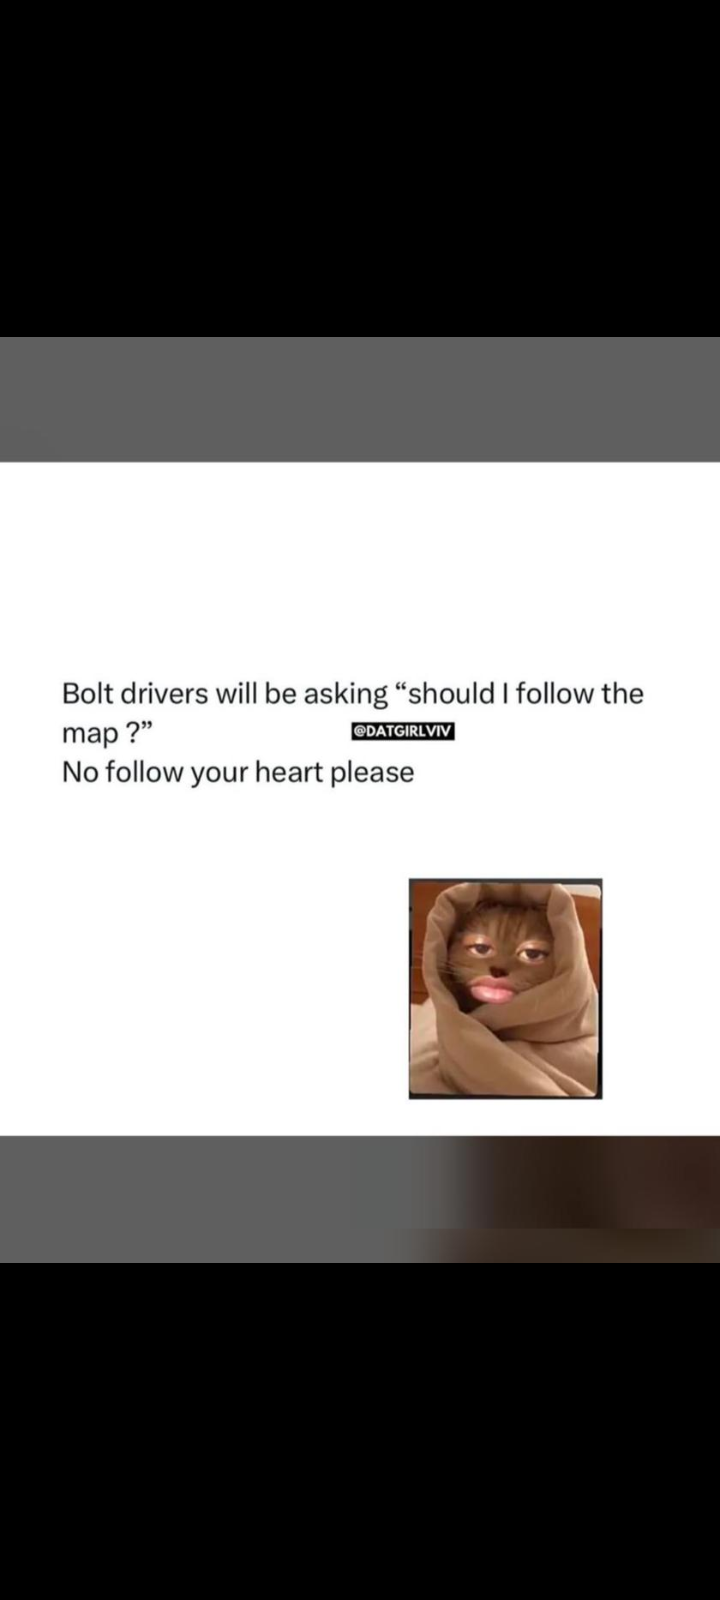 Bolt drivers will be asking “should I follow the
map ?”
@DATGIRLVIV
No follow your heart please